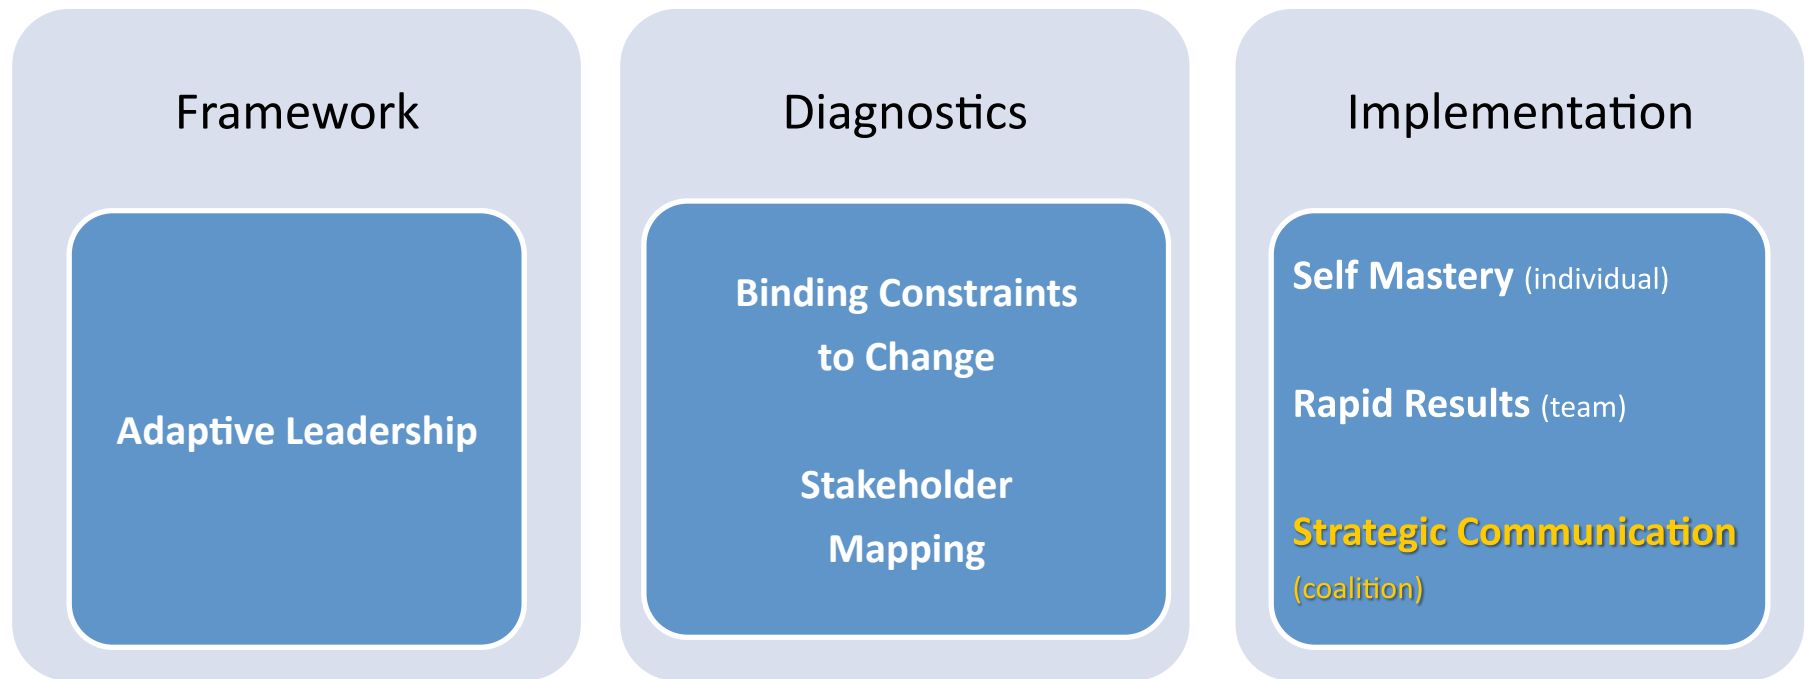 Framework
Adaptive Leadership
Diagnostics
Binding Constraints
to Change
Stakeholder
Mapping
Implementation
Self Mastery (individual)
Rapid Results (team)
Strategic Communication
(coalition)